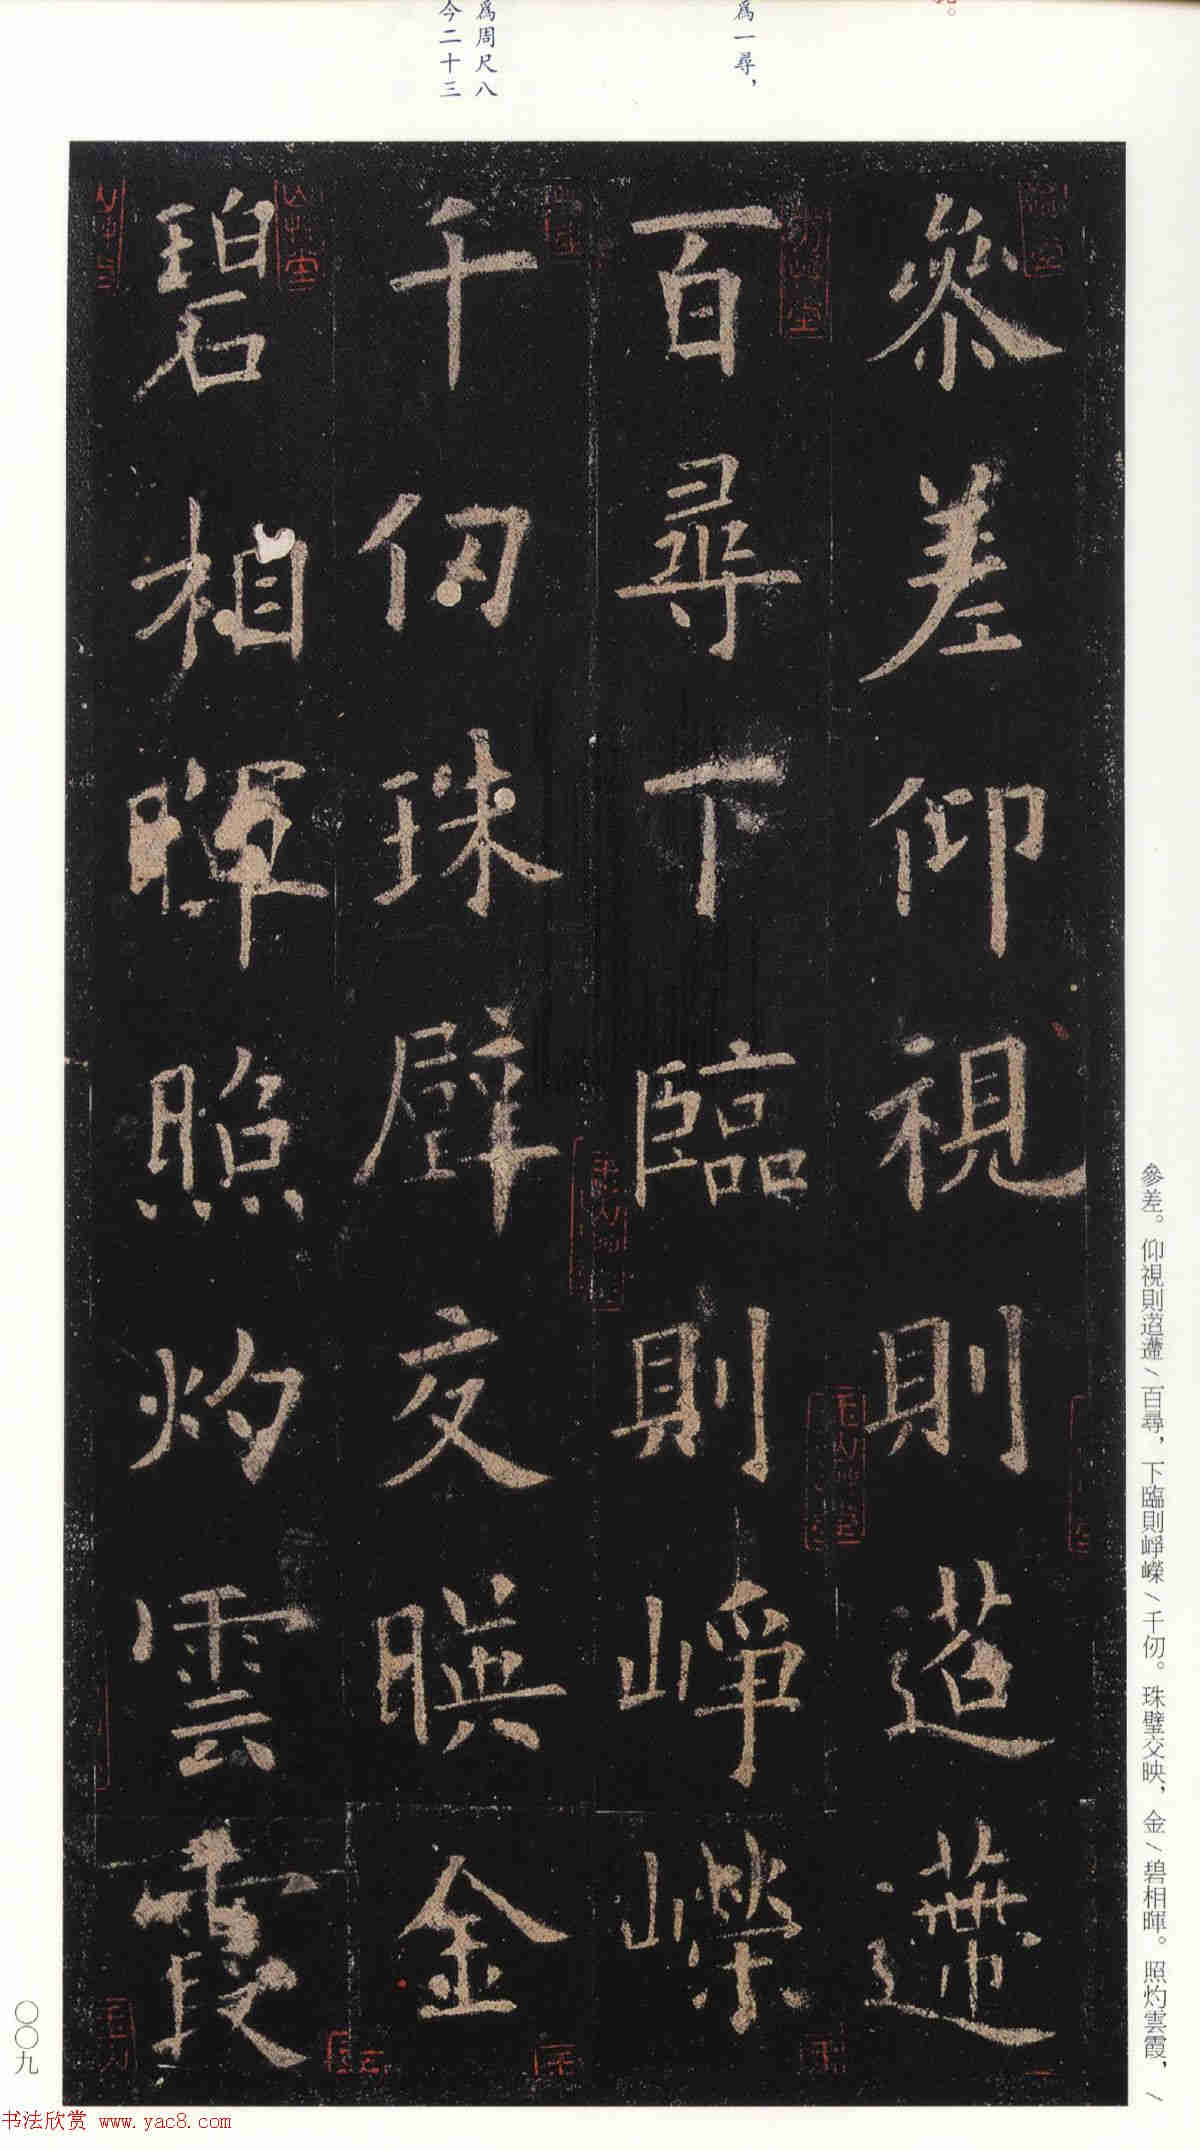 爲一尋，
爲周尺八
今二十三
參差仰視則迢遰
百尋下臨則崢嶸
千仞珠璧交暎金
碧相暉照灼雲霞
參差。仰視則迢遰/百尋，下臨則崢嶸/千仞。珠璧交映，金/碧相暉。照灼雲霞，/
〇〇九
书法欣赏 www.yac8.com